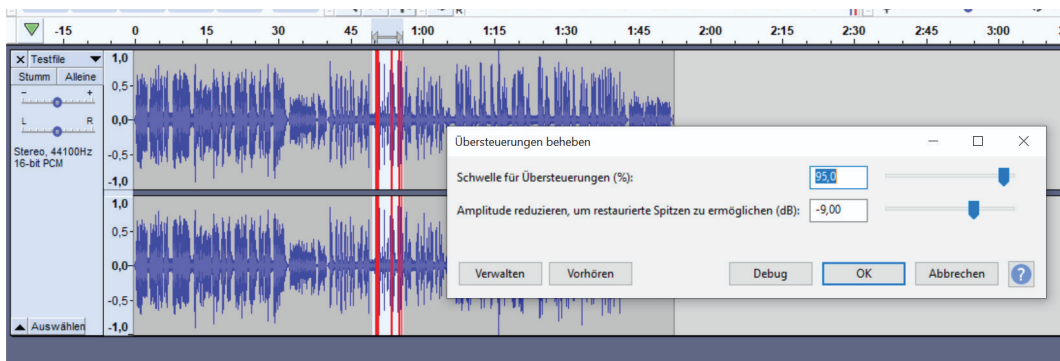 R
-15 0 15 30 45 1:00 1:15 1:30 1:45 2:00 2:15 2:30 2:45 3:00
× Testfile
Stumm Alleine
- +
L R
Stereo, 44100Hz
16-bit PCM
1,0
0,5
0,0
-0,5
-1,0
1,0
0,5
0,0
-0,5
-1,0
Auswählen
Übersteuerungen beheben
Schwelle für Übersteuerungen (%): 95,0
Amplitude reduzieren, um restaurierte Spitzen zu ermöglichen (dB): -9,00
Verwalten Vorhören Debug OK Abbrechen ?